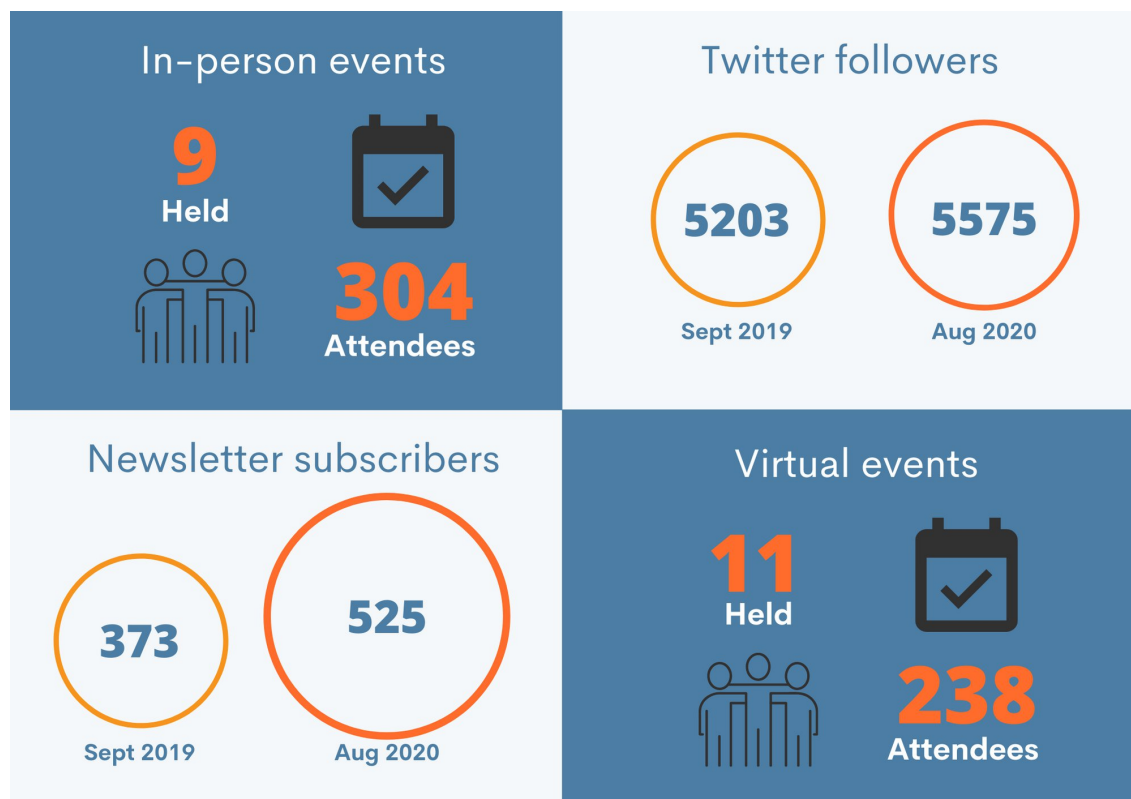 In-person events
9
Held
304
Attendees
Twitter followers
5203
5575
Sept 2019
Aug 2020
Newsletter subscribers
373
525
Sept 2019
Aug 2020
Virtual events
11
Held
238
Attendees